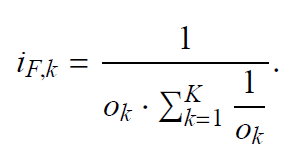 i_{F,k} = \frac{1}{o_k \cdot \sum_{k=1}^{K} \frac{1}{o_k}}.